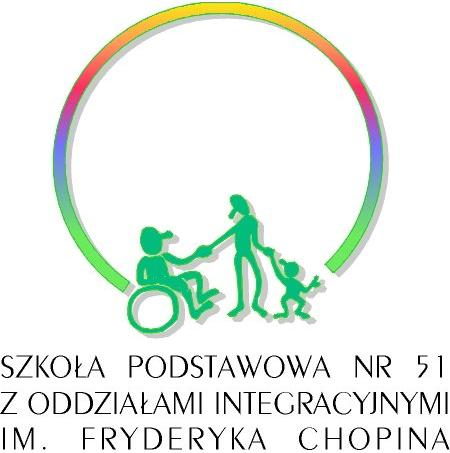 SZKOŁA PODSTAWOWA NR 51
Z ODDZIAŁAMI INTEGRACYJNYMI
IM. FRYDERYKA CHOPINA